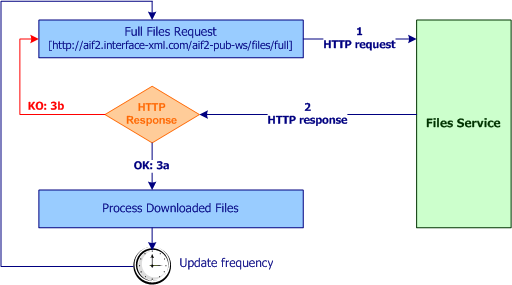 Full Files Request
[http://aif2.interface-xml.com/aif2-pub-ws/files/full]
1
HTTP request
KO: 3b
HTTP
Response
2
HTTP response
Files Service
OK: 3a
Process Downloaded Files
Update frequency